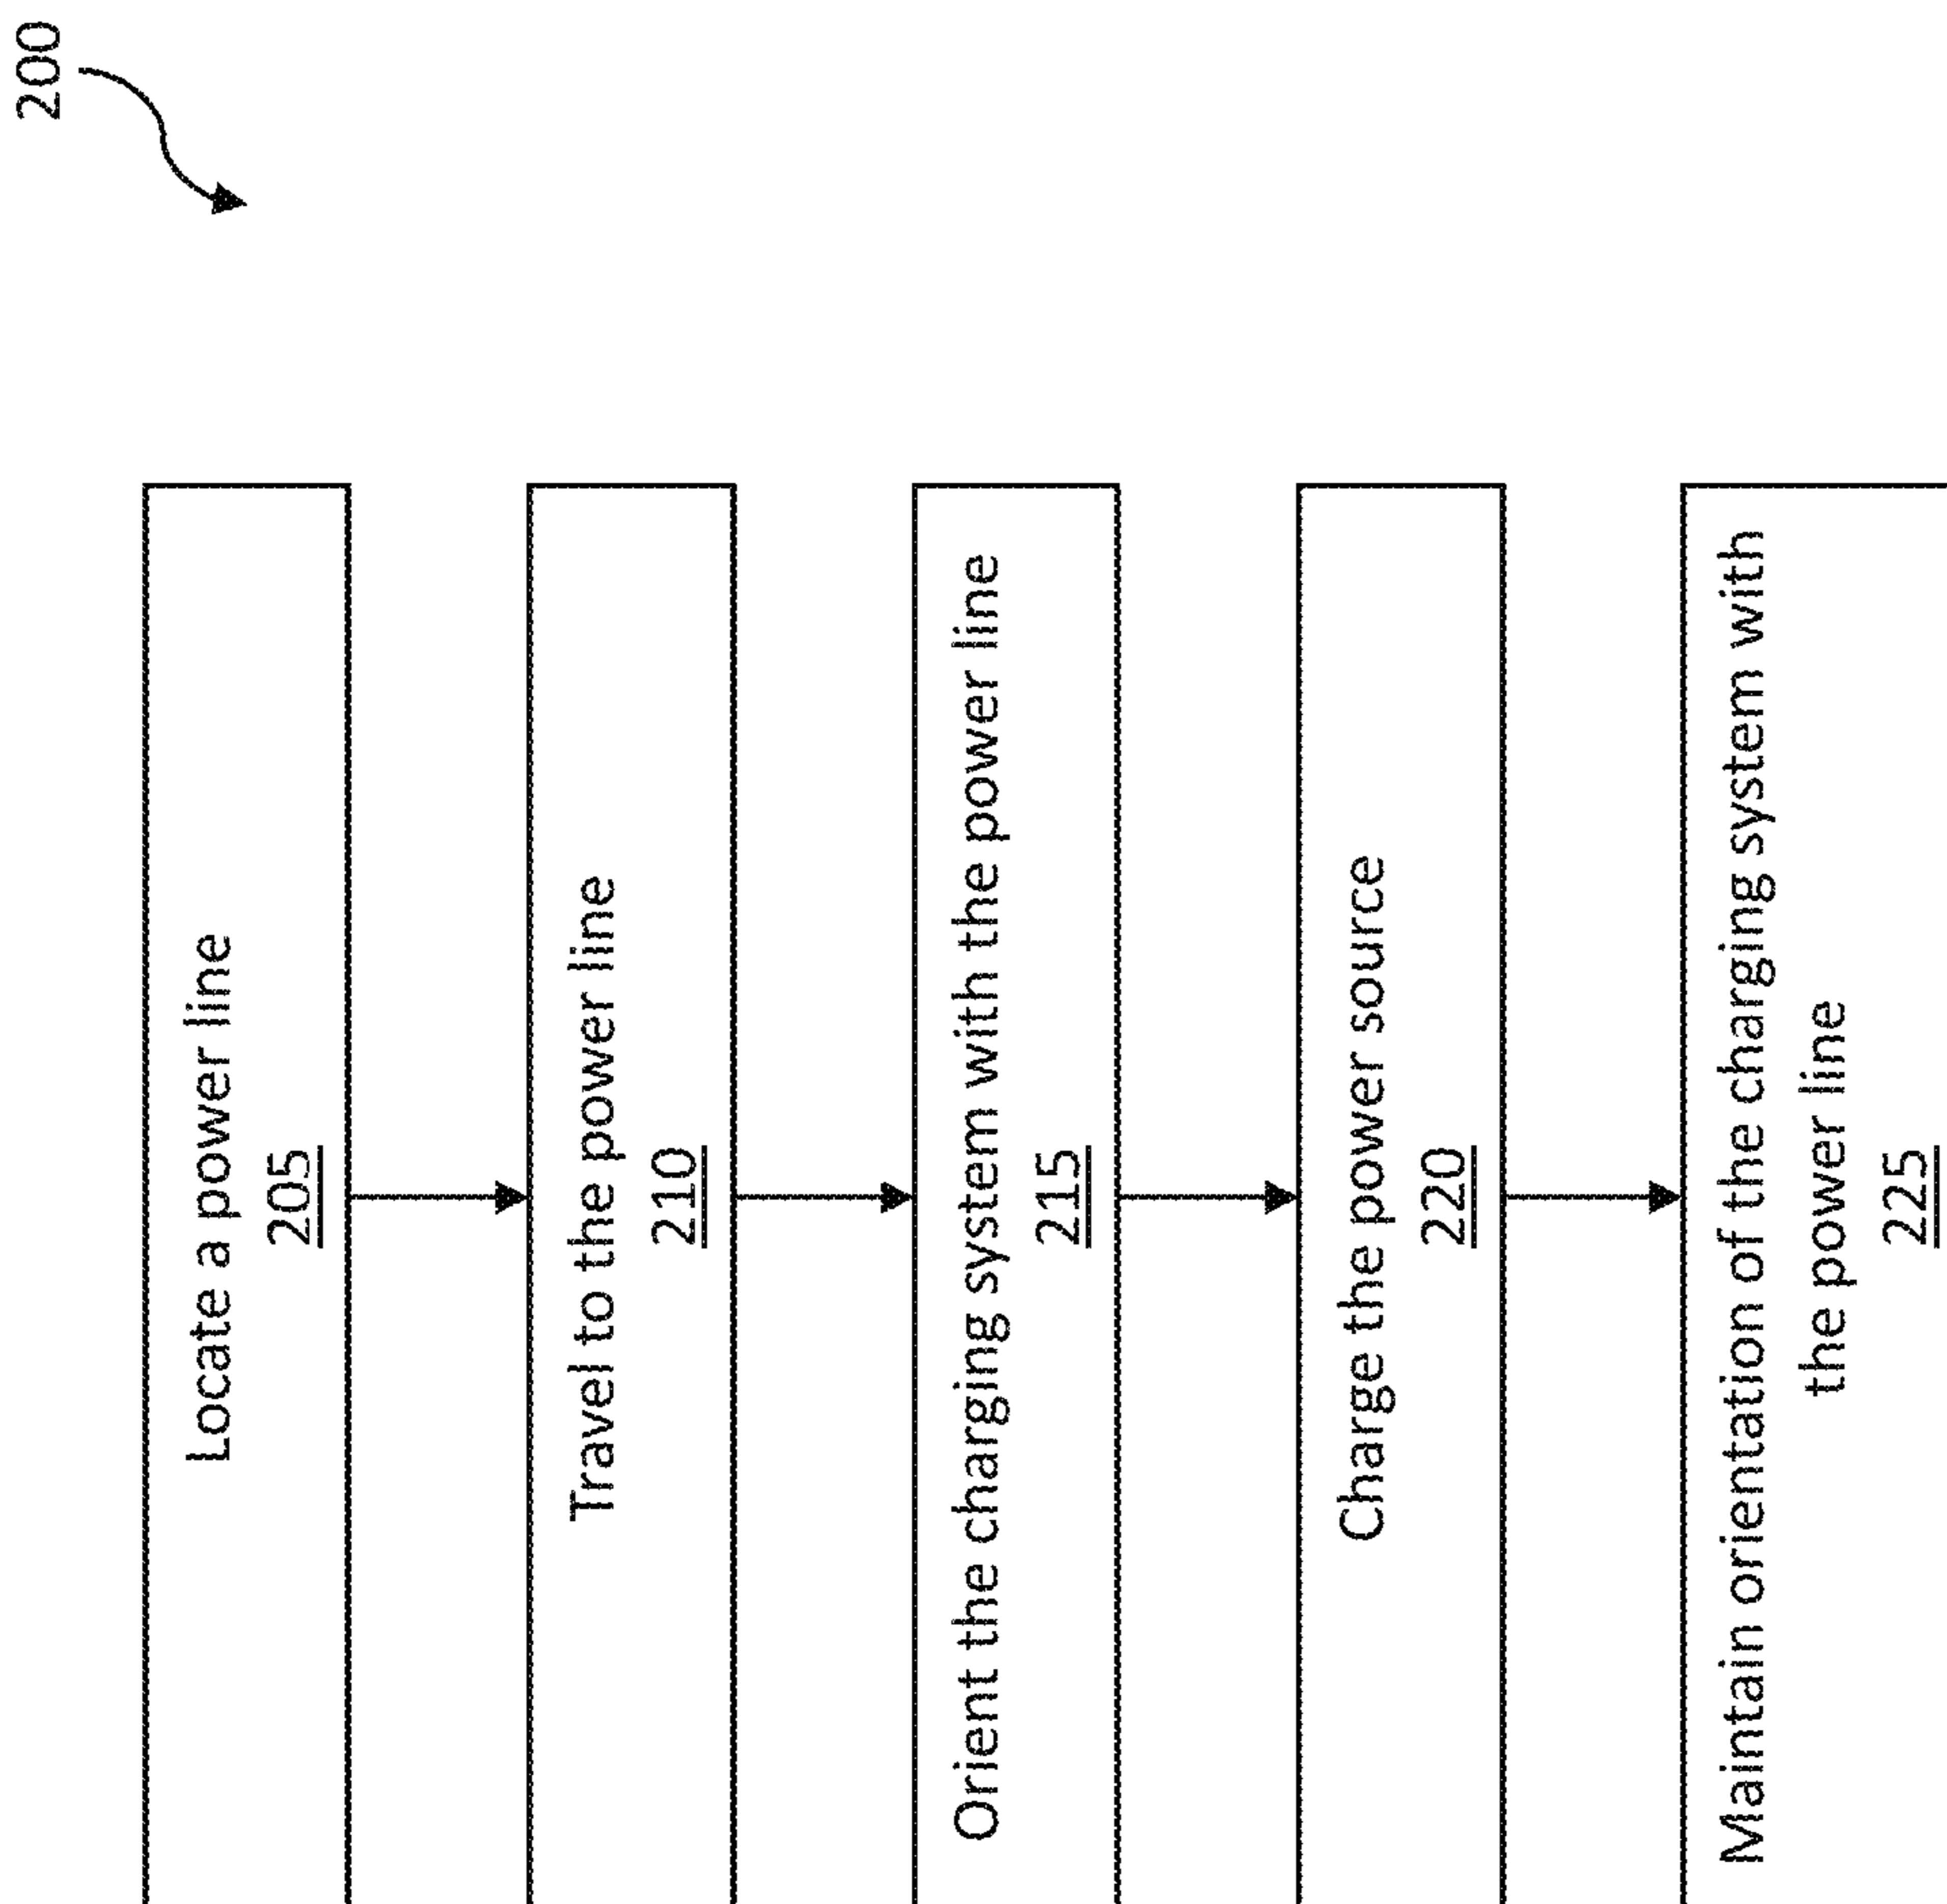 200
Locate a power line
205
Travel to the power line
210
Orient the charging system with the power line
215
Charge the power source
220
Maintain orientation of the charging system with
the power line
225